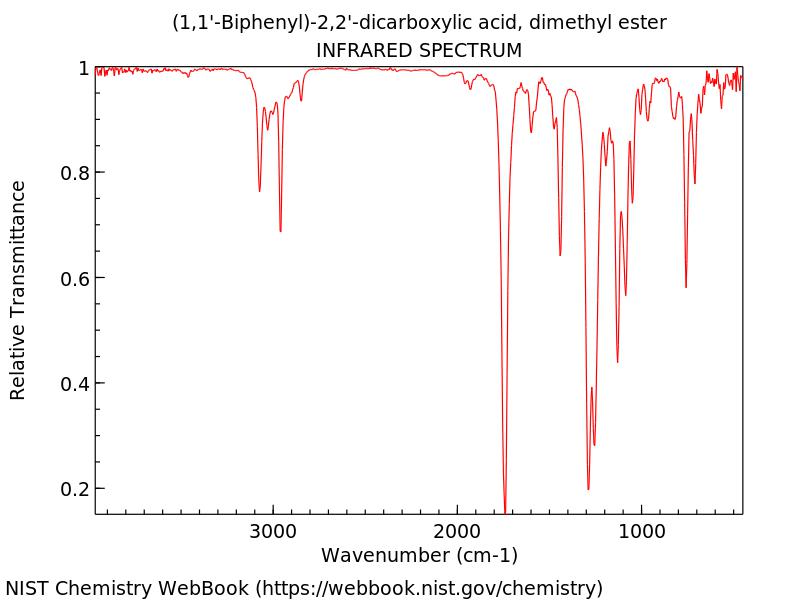 (1,1'-Biphenyl)-2,2'-dicarboxylic acid, dimethyl ester
INFRARED SPECTRUM
1
0.8
0.6
0.4
0.2
Relative Transmittance
3000 2000 1000
Wavenumber (cm-1)
NIST Chemistry WebBook (https://webbook.nist.gov/chemistry)